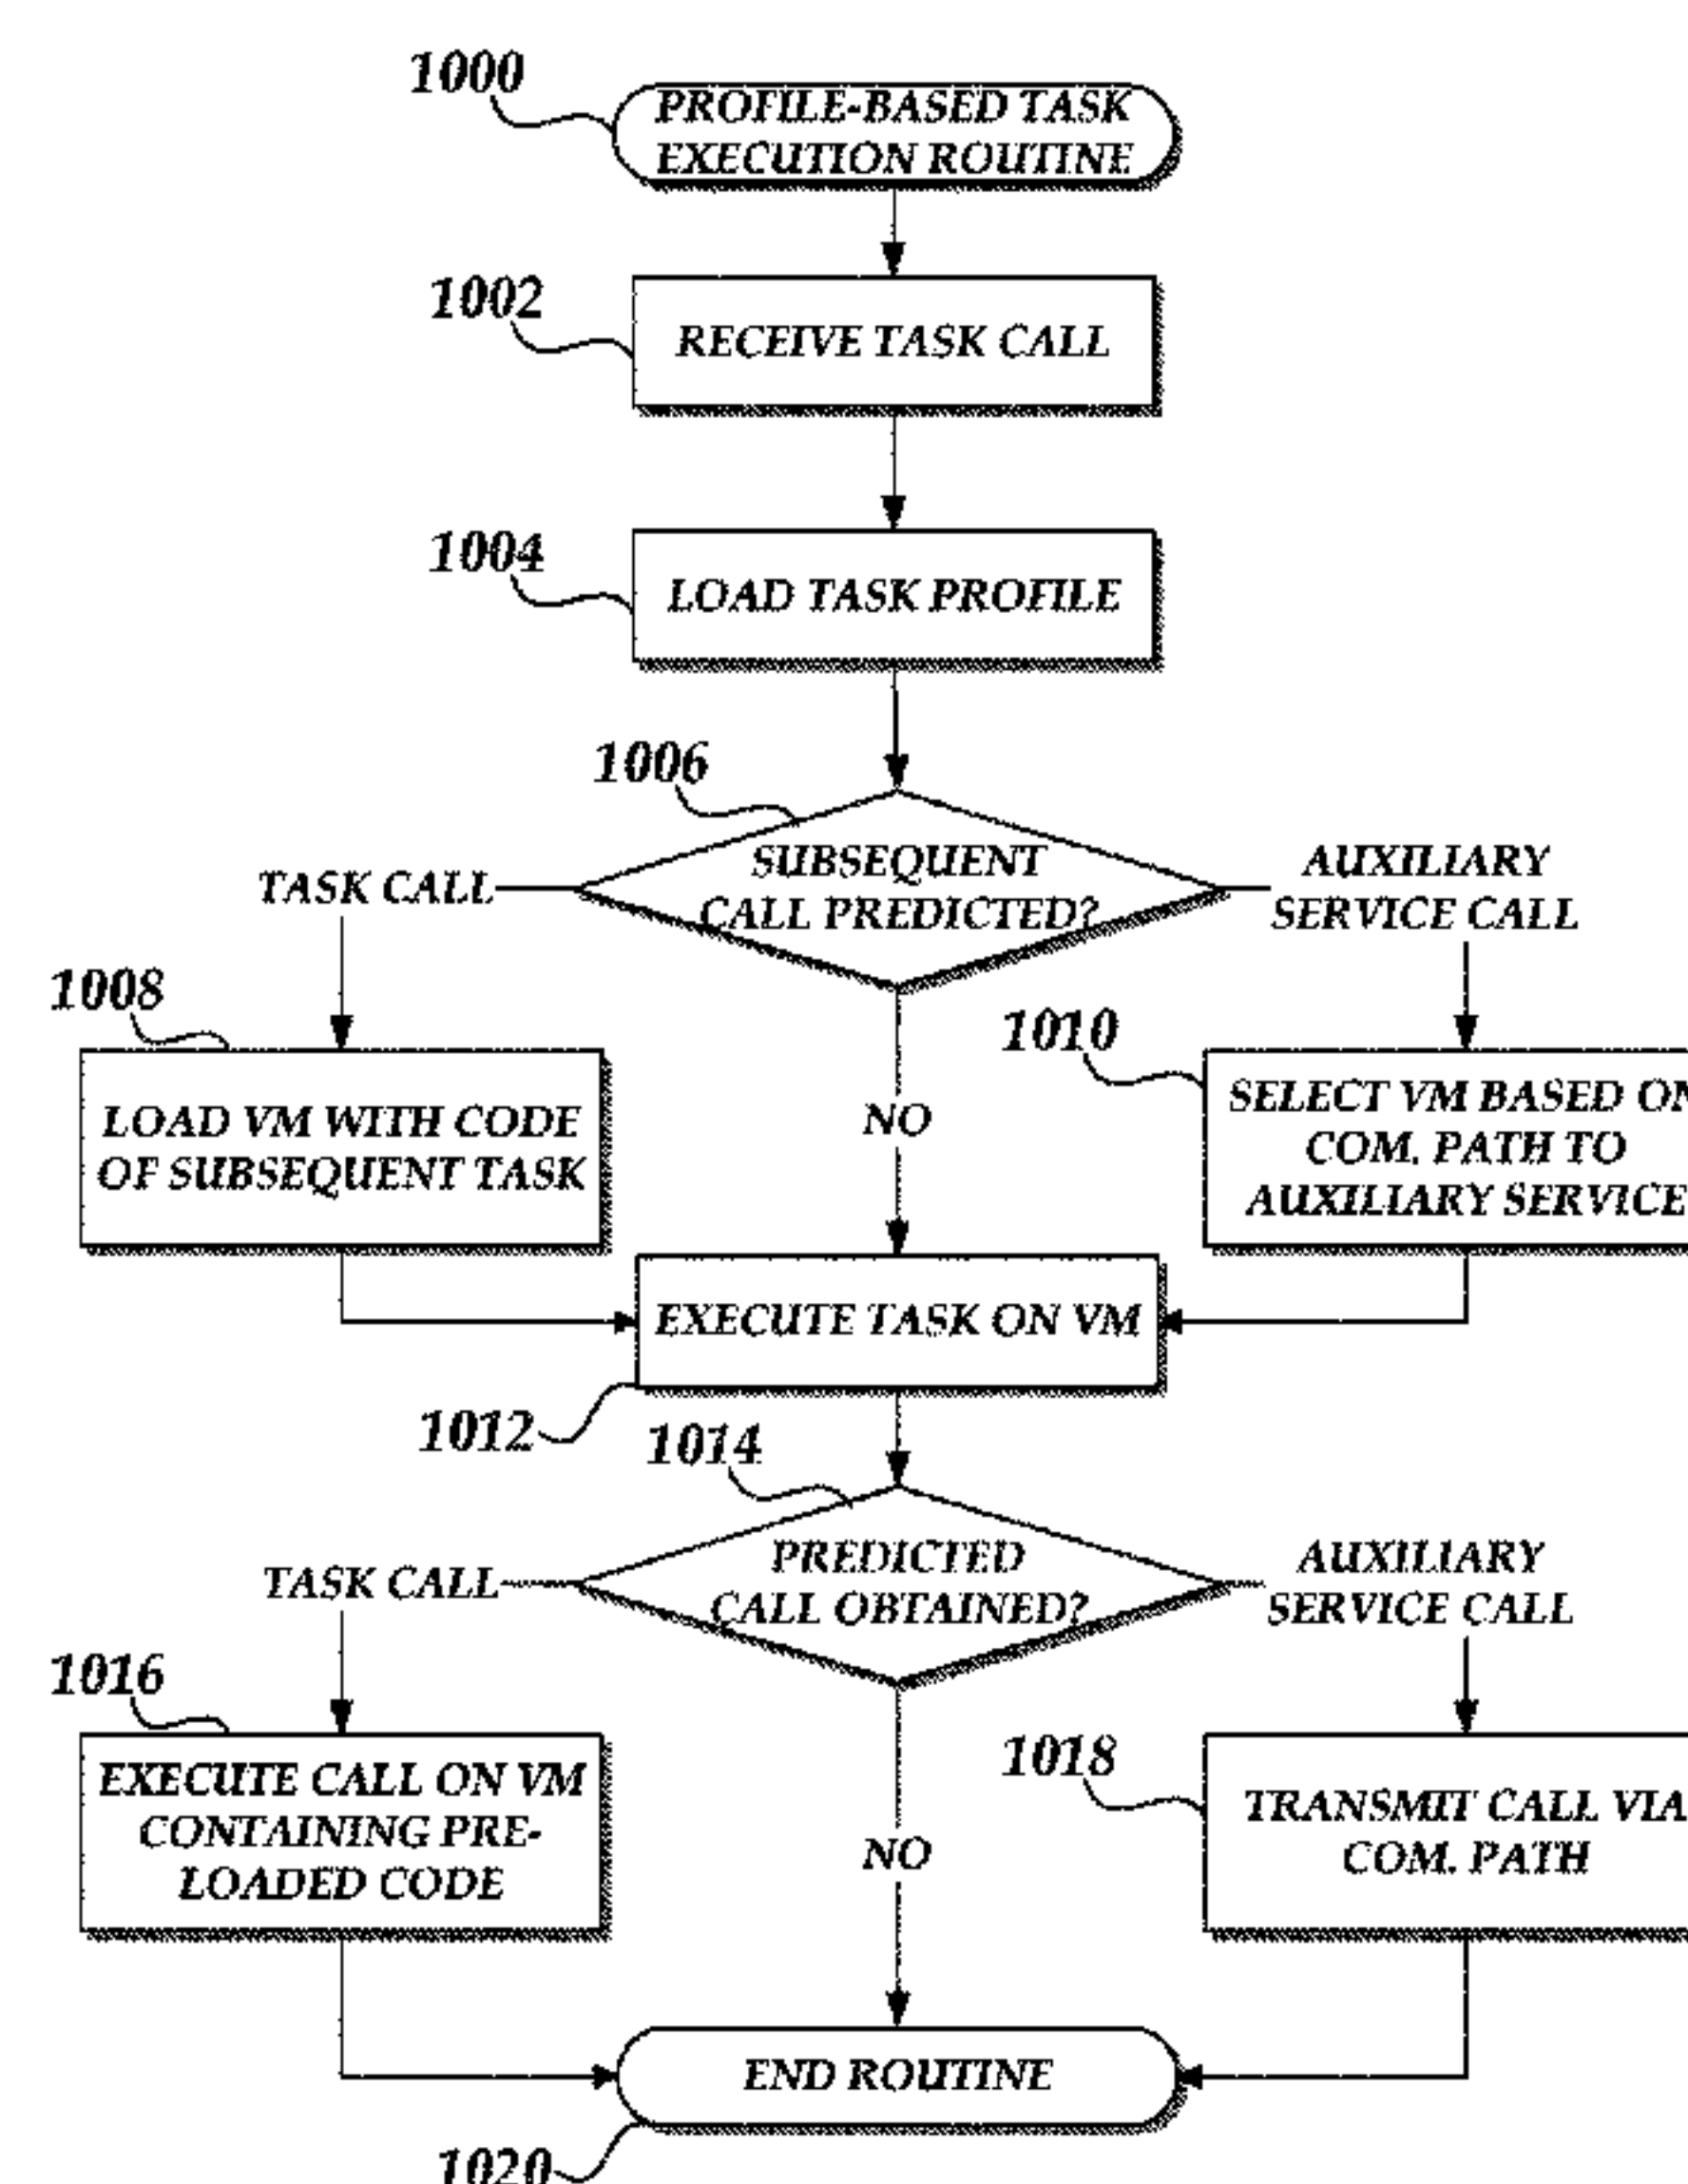 1000
PROFILE-BASED TASK
EXECUTION ROUTINE
1002
RECEIVE TASK CALL
1004
LOAD TASK PROFILE
1006
SUBSEQUENT
CALL PREDICTED?
TASK CALL
AUXILIARY
SERVICE CALL
1008
LOAD VM WITH CODE
OF SUBSEQUENT TASK
NO
1010
SELECT VM BASED ON
COM. PATH TO
AUXILIARY SERVICE
EXECUTE TASK ON VM
1012
1014
PREDICTED
CALL OBTAINED?
TASK CALL
AUXILIARY
SERVICE CALL
1016
EXECUTE CALL ON VM
CONTAINING PRE-
LOADED CODE
NO
1018
TRANSMIT CALL VIA
COM. PATH
END ROUTINE
1020